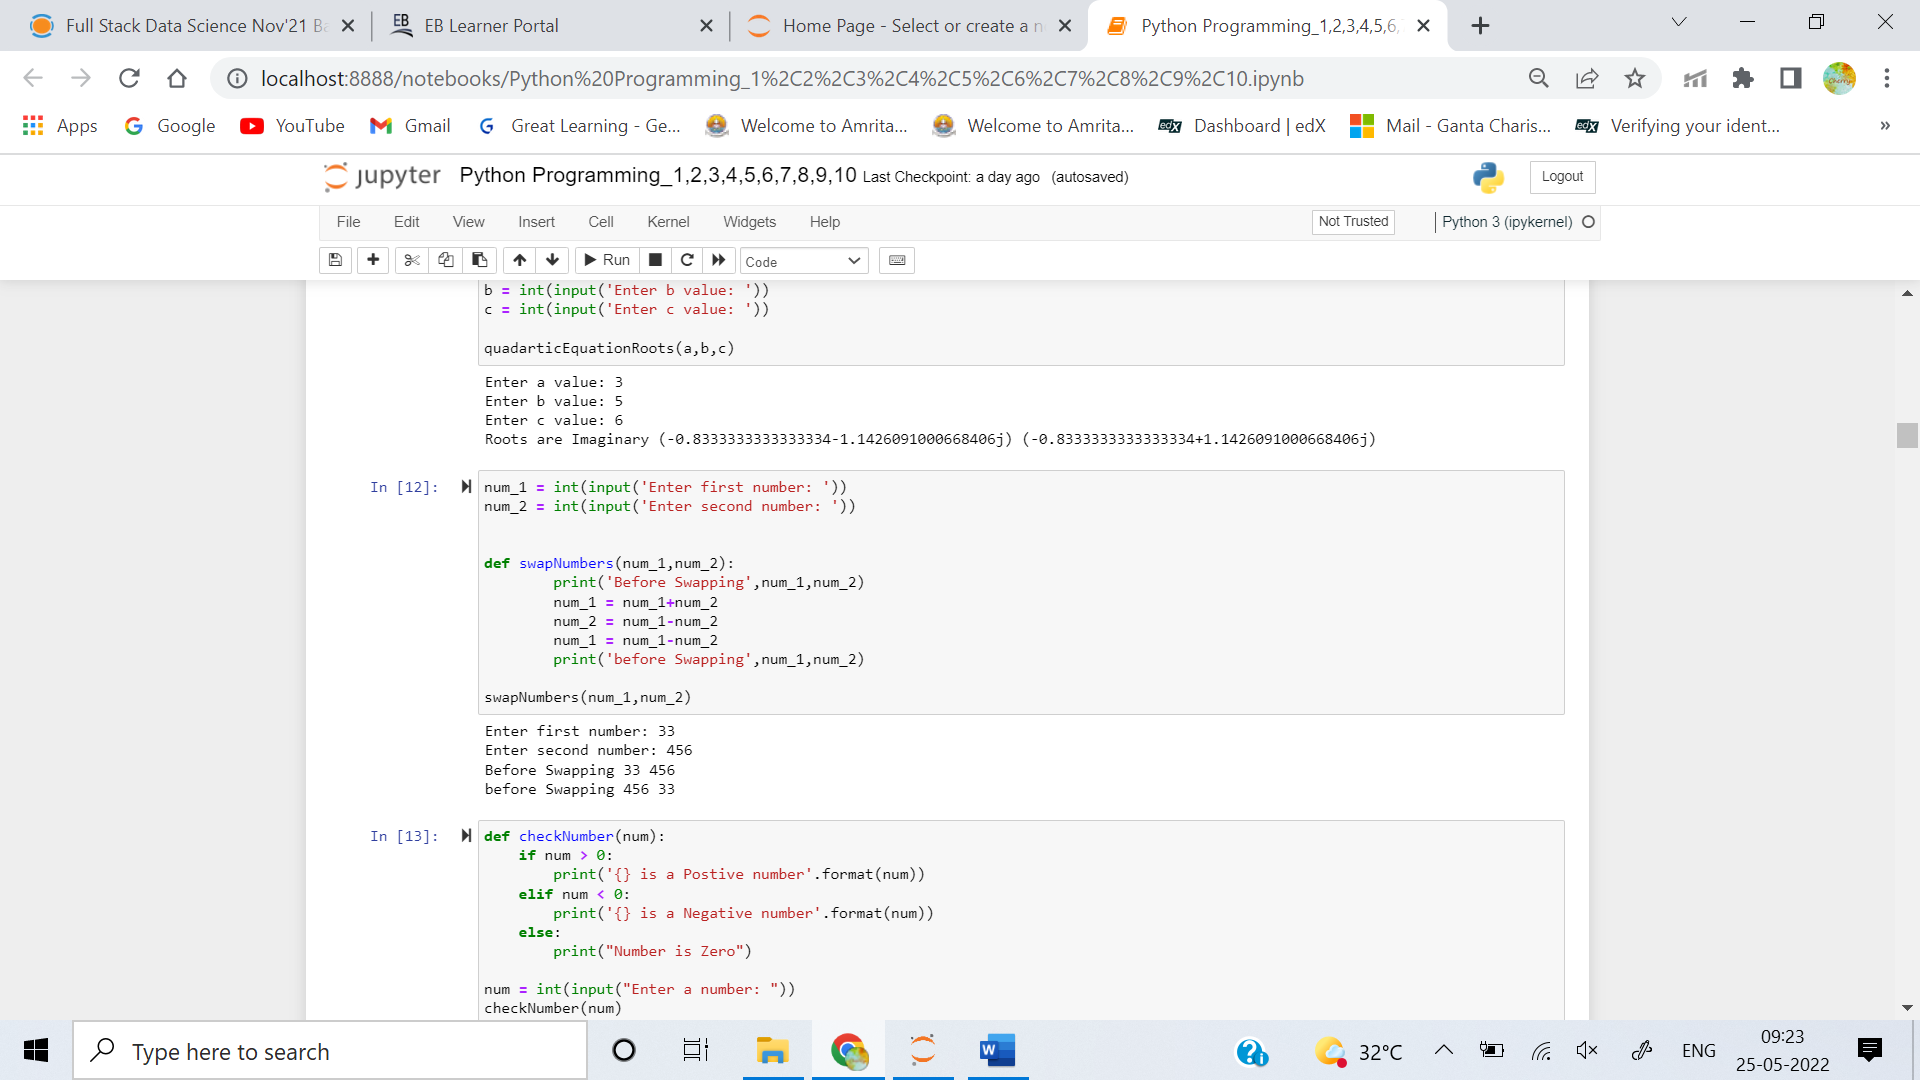 Full Stack Data Science Nov'21 Ba
EB Learner Portal
Home Page - Select or create a n
Python Programming_1,2,3,4,5,6,
localhost:8888/notebooks/Python%20Programming_1%2C2%2C3%2C4%2C5%2C6%2C7%2C8%2C9%2C10.ipynb
Apps
Google
YouTube
Gmail
Great Learning - Ge...
Welcome to Amrita...
Welcome to Amrita...
edX Dashboard | edX
Mail - Ganta Charis...
edX Verifying your ident...
»
jupyter Python Programming_1,2,3,4,5,6,7,8,9,10 Last Checkpoint: a day ago (autosaved)
Logout
File Edit View Insert Cell Kernel Widgets Help
Not Trusted
Python 3 (ipykernel)
Run
Code
b = int(input('Enter b value: '))
c = int(input('Enter c value: '))
quadarticEquationRoots(a,b,c)
Enter a value: 3
Enter b value: 5
Enter c value: 6
Roots are Imaginary (-0.8333333333333334-1.1426091000668406j) (-0.8333333333333334+1.1426091000668406j)
In [12]:
num_1 = int(input('Enter first number: '))
num_2 = int(input('Enter second number: '))
def swapNumbers(num_1,num_2):
print('Before Swapping',num_1,num_2)
num_1 = num_1+num_2
num_2 = num_1-num_2
num_1 = num_1-num_2
print('before Swapping',num_1,num_2)
swapNumbers(num_1,num_2)
Enter first number: 33
Enter second number: 456
Before Swapping 33 456
before Swapping 456 33
In [13]:
def checkNumber(num):
if num > 0:
print('{} is a Postive number'.format(num))
elif num < 0:
print('{} is a Negative number'.format(num))
else:
print("Number is Zero")
num = int(input("Enter a number: "))
checkNumber(num)
Type here to search
32°C
ENG
09:23
25-05-2022